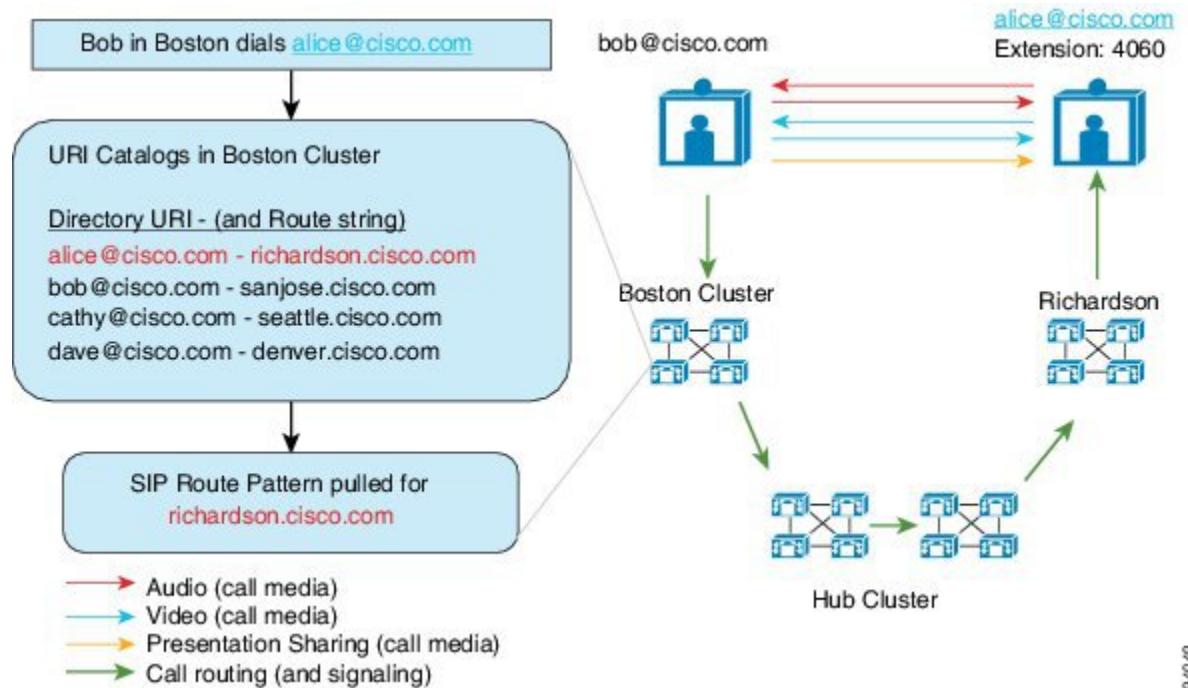 Bob in Boston dials alice@cisco.com
URI Catalogs in Boston Cluster
Directory URI - (and Route string)
alice@cisco.com - richardson.cisco.com
bob@cisco.com - sanjose.cisco.com
cathy@cisco.com - seattle.cisco.com
dave@cisco.com - denver.cisco.com
SIP Route Pattern pulled for
richardson.cisco.com
Audio (call media)
Video (call media)
Presentation Sharing (call media)
Call routing (and signaling)
bob@cisco.com
alice@cisco.com
Extension: 4060
Boston Cluster
Richardson
Hub Cluster